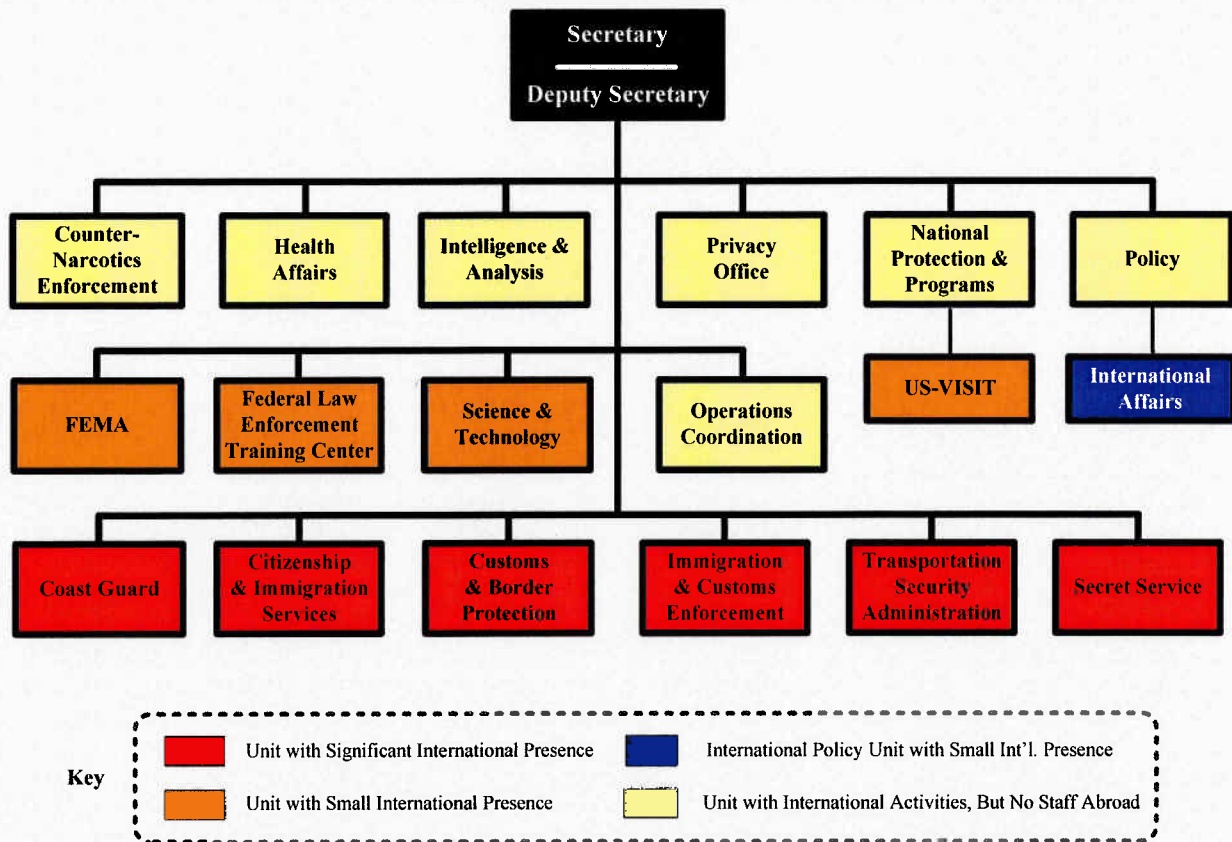 Secretary
Deputy Secretary
Counter-
Narcotics
Enforcement
Health
Affairs
Intelligence &
Analysis
Privacy
Office
National
Protection &
Programs
Policy
FEMA
Federal Law
Enforcement
Training Center
Science &
Technology
Operations
Coordination
US-VISIT
International
Affairs
Coast Guard
Citizenship
& Immigration
Services
Customs
& Border
Protection
Immigration
& Customs
Enforcement
Transportation
Security
Administration
Secret Service
Key
Unit with Significant International Presence
International Policy Unit with Small Int'l. Presence
Unit with Small International Presence
Unit with International Activities, But No Staff Abroad